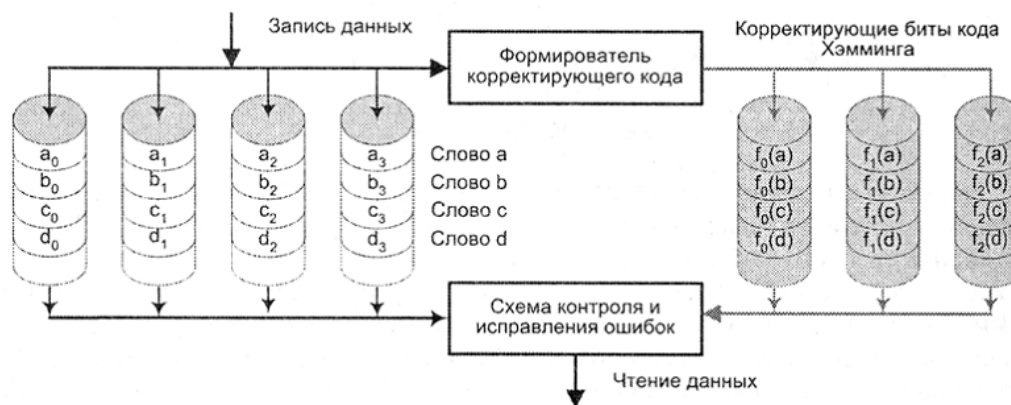 Запись данных
Формирователь
корректирующего кода
Корректирующие биты кода
Хэмминга
a₀ a₁ a₂ a₃ Слово a f₀(a) f₁(a) f₂(a)
b₀ b₁ b₂ b₃ Слово b f₀(b) f₁(b) f₂(b)
c₀ c₁ c₂ c₃ Слово c f₀(c) f₁(c) f₂(c)
d₀ d₁ d₂ d₃ Слово d f₀(d) f₁(d) f₂(d)
Схема контроля и
исправления ошибок
Чтение данных